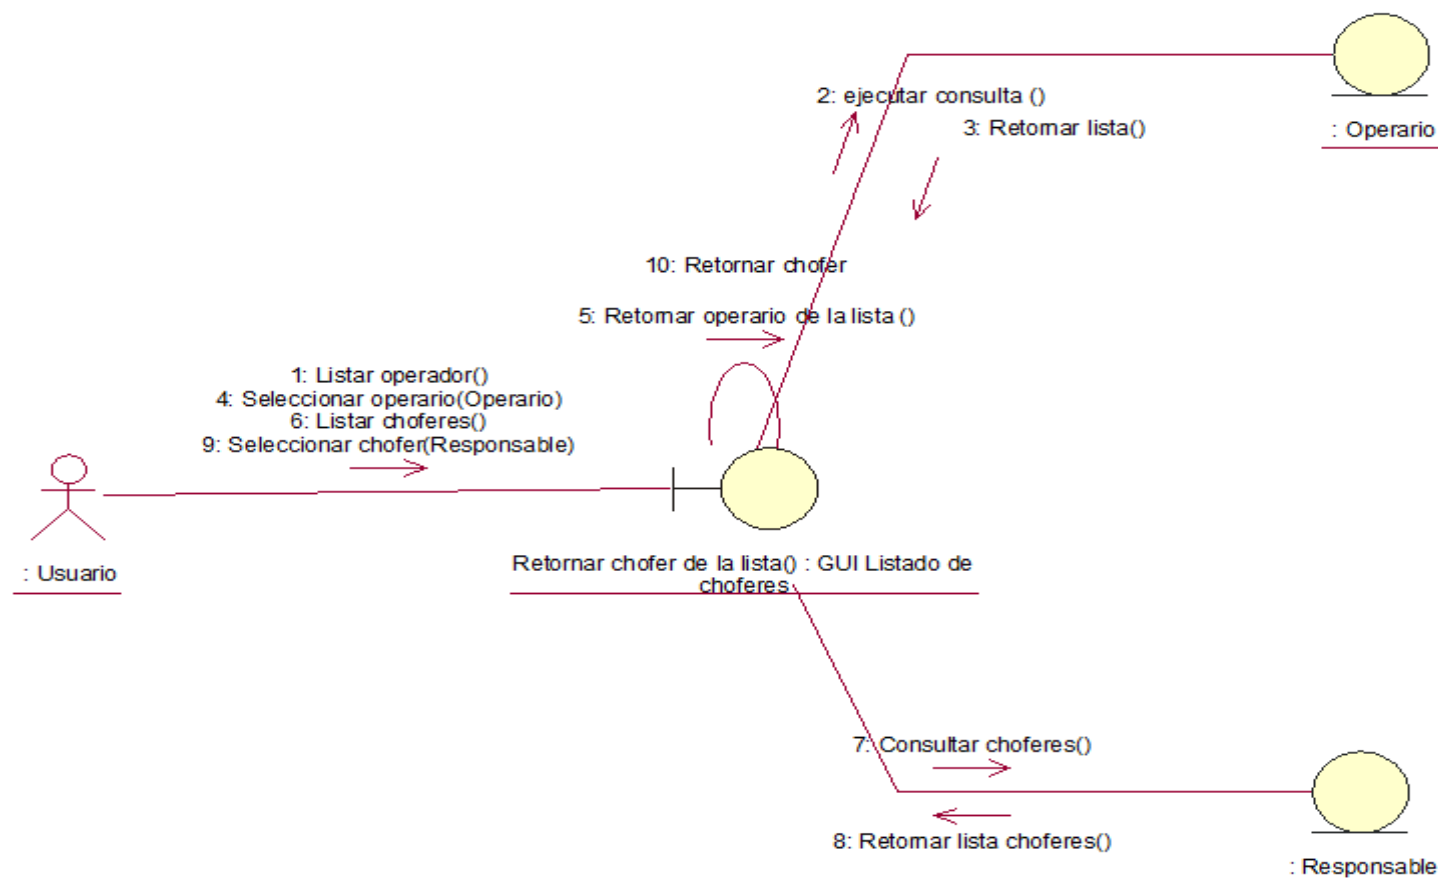 2: ejecutar consulta ()
3: Retornar lista()
: Operario
10: Retornar chofer
5: Retornar operario de la lista ()
1: Listar operador()
4: Seleccionar operario(Operario)
6: Listar choferes()
9: Seleccionar chofer(Responsable)
: Usuario
Retornar chofer de la lista() : GUI Listado de
choferes
7: Consultar choferes()
8: Retornar lista choferes()
: Responsable